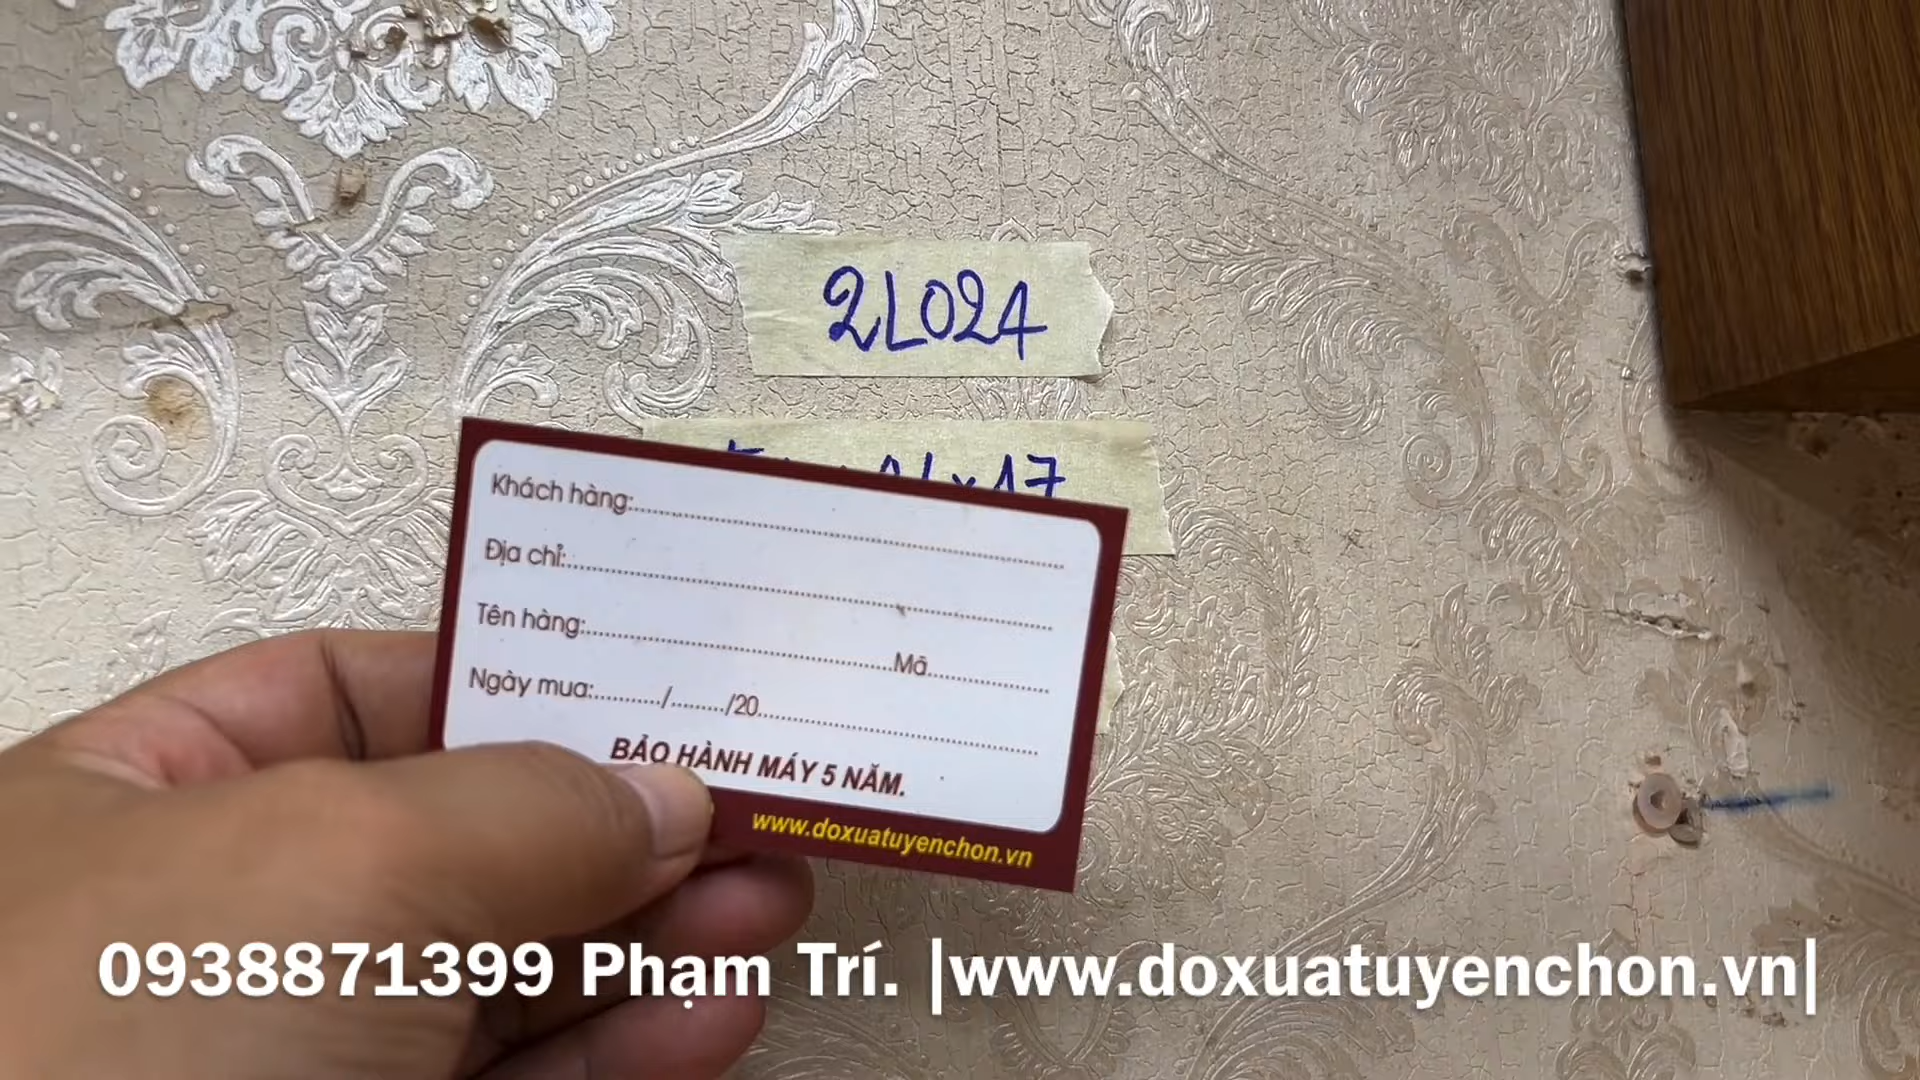 2L024
x17
Khách hàng:
Địa chỉ:
Tên hàng: Mã
Ngày mua:........../........./20
BẢO HÀNH MÁY 5 NĂM.
www.doxuatuyenchon.vn
0938871399 Phạm Trí. |www.doxuatuyenchon.vn|